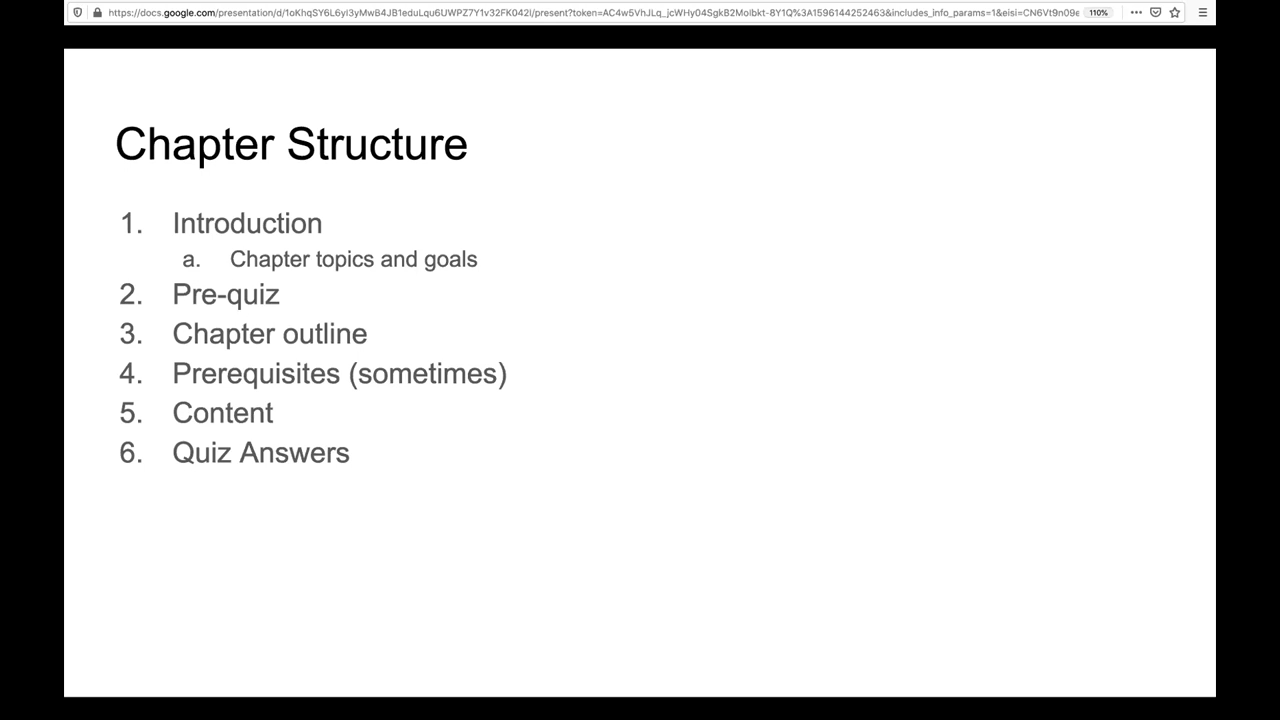 110%
Chapter Structure
1. Introduction
a. Chapter topics and goals
2. Pre-quiz
3. Chapter outline
4. Prerequisites (sometimes)
5. Content
6. Quiz Answers